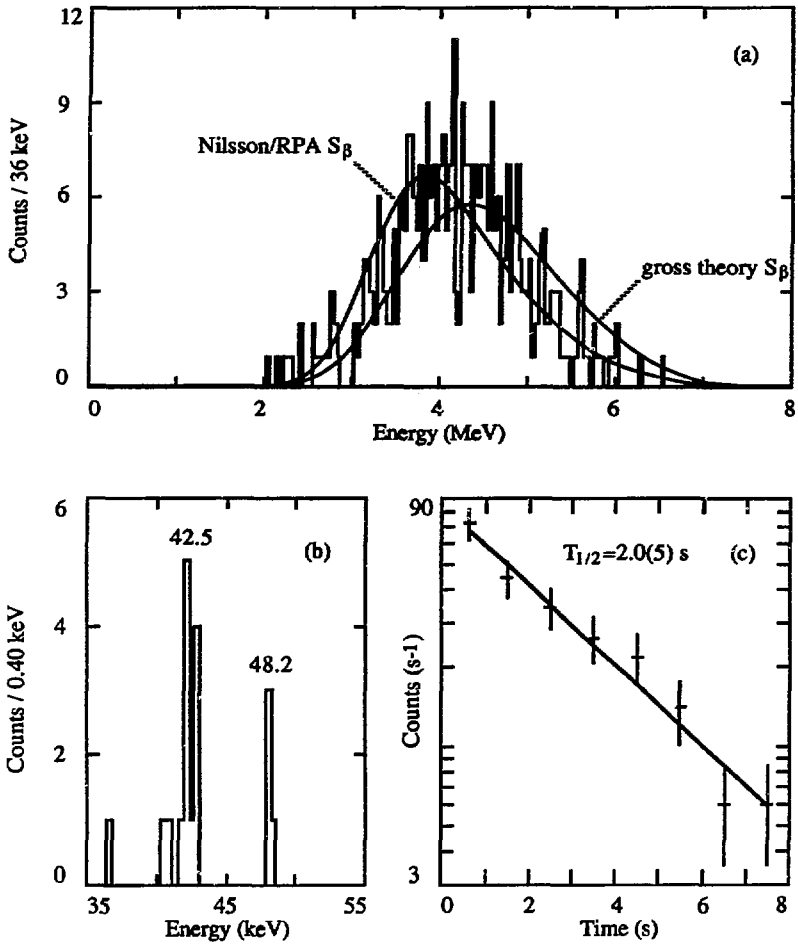 12
9
6
3
0
Counts / 36 keV
(a)
Nilsson/RPA Sβ
gross theory Sβ
0 2 4 6 8
Energy (MeV)
6
4
2
0
Counts / 0.40 keV
42.5
(b)
48.2
35 45 55
Energy (keV)
90
3
Counts (s-1)
T1/2=2.0(5) s (c)
0 2 4 6 8
Time (s)